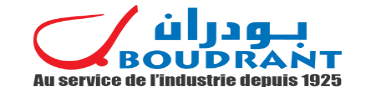 بودران
BOUDRANT
Au service de l'industrie depuis 1925